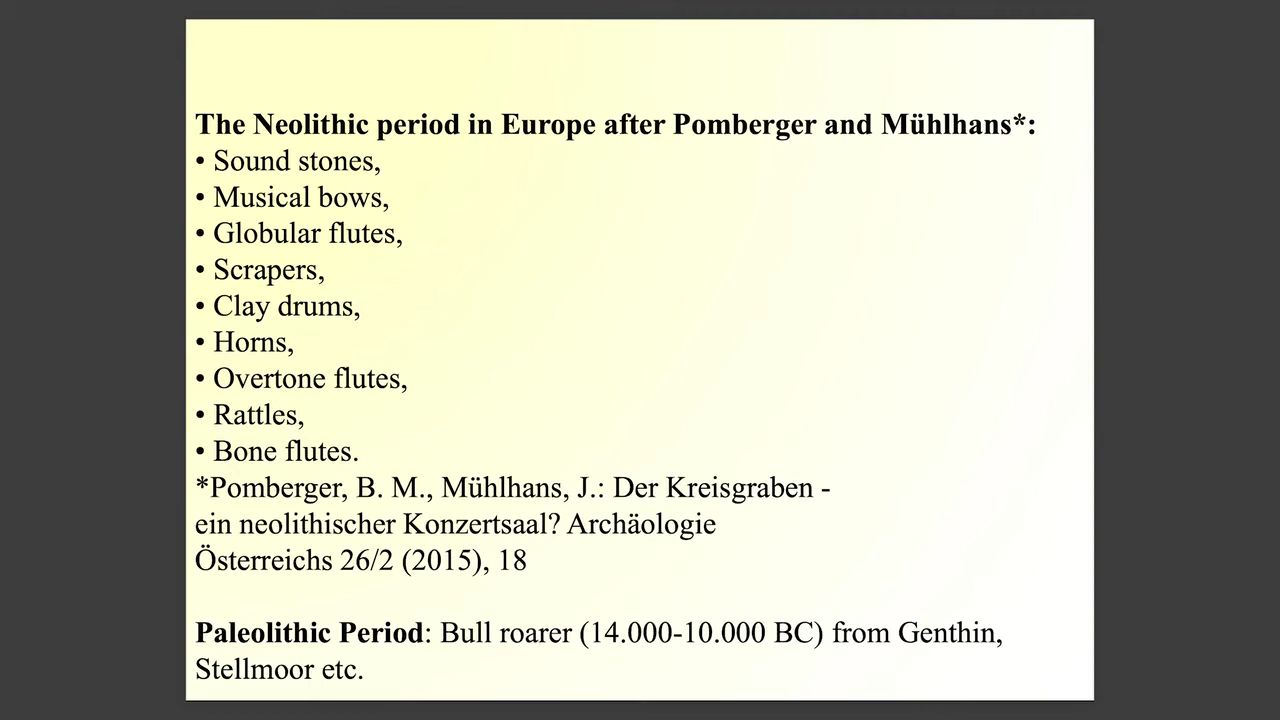 The Neolithic period in Europe after Pomberger and Mühlhans*:
• Sound stones,
• Musical bows,
• Globular flutes,
• Scrapers,
• Clay drums,
• Horns,
• Overtone flutes,
• Rattles,
• Bone flutes.
*Pomberger, B. M., Mühlhans, J.: Der Kreisgraben -
ein neolithischer Konzertsaal? Archäologie
Österreichs 26/2 (2015), 18
Paleolithic Period: Bull roarer (14.000-10.000 BC) from Genthin,
Stellmoor etc.